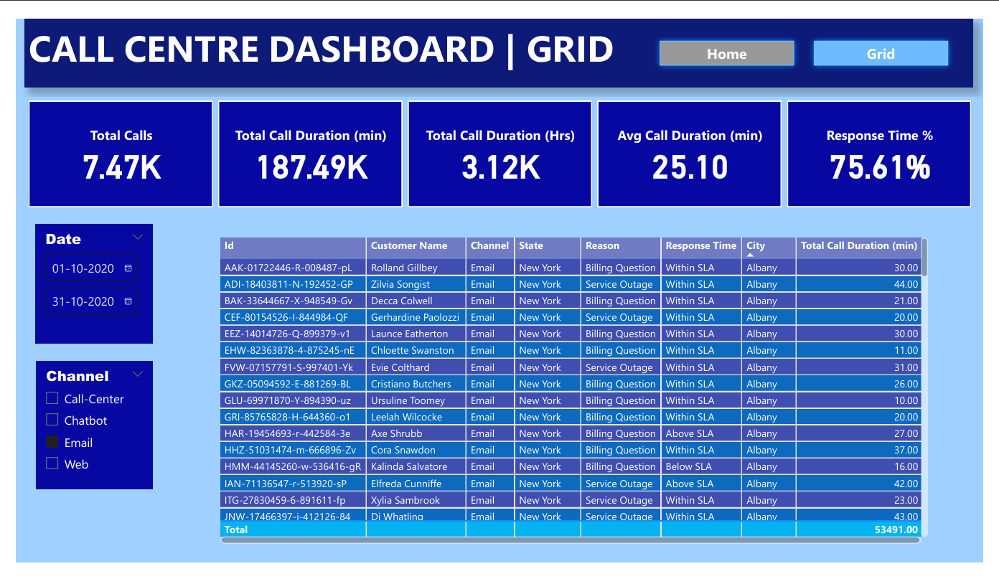 CALL CENTRE DASHBOARD | GRID
Home
Grid
Total Calls
7.47K
Total Call Duration (min)
187.49K
Total Call Duration (Hrs)
3.12K
Avg Call Duration (min)
25.10
Response Time %
75.61%
Date
01-10-2020
31-10-2020
Channel
Call-Center
Chatbot
Email
Web
Id Customer Name Channel State Reason Response Time City Total Call Duration (min)
AAK-01722446-R-008487-pL Rolland Gillbey Email New York Billing Question Within SLA Albany 30.00
ADI-18403811-N-192452-GP Zilvia Songist Email New York Service Outage Within SLA Albany 44.00
BAK-33644667-X-948549-Gv Decca Colwell Email New York Billing Question Within SLA Albany 21.00
CEF-80154526-I-844984-QF Gerhardine Paolozzi Email New York Service Outage Within SLA Albany 20.00
EEZ-14014726-Q-899379-v1 Launce Eatherton Email New York Billing Question Within SLA Albany 30.00
EHW-82363878-4-875245-nE Chloette Swanston Email New York Billing Question Within SLA Albany 11.00
FVW-07157791-S-997401-Yk Evie Colthard Email New York Service Outage Within SLA Albany 31.00
GKZ-05094592-E-881269-BL Cristiano Butchers Email New York Billing Question Within SLA Albany 26.00
GLU-69971870-Y-894390-uz Ursuline Toomey Email New York Billing Question Within SLA Albany 10.00
GRI-85765828-H-644360-o1 Leelah Wilcocke Email New York Billing Question Within SLA Albany 20.00
HAR-19454693-r-442584-3e Axe Shrubb Email New York Billing Question Above SLA Albany 27.00
HHZ-51031474-m-666896-Zv Cora Snawdon Email New York Billing Question Within SLA Albany 37.00
HMM-44145260-w-536416-gR Kalinda Salvatore Email New York Billing Question Below SLA Albany 16.00
IAN-71136547-r-513920-sP Elfreda Cunniffe Email New York Service Outage Above SLA Albany 42.00
ITG-27830459-6-891611-fp Xylia Sambrook Email New York Service Outage Within SLA Albany 23.00
JNW-17466397-i-412126-84 Di Whatling Email New York Service Outage Within SLA Albany 43.00
Total 53491.00